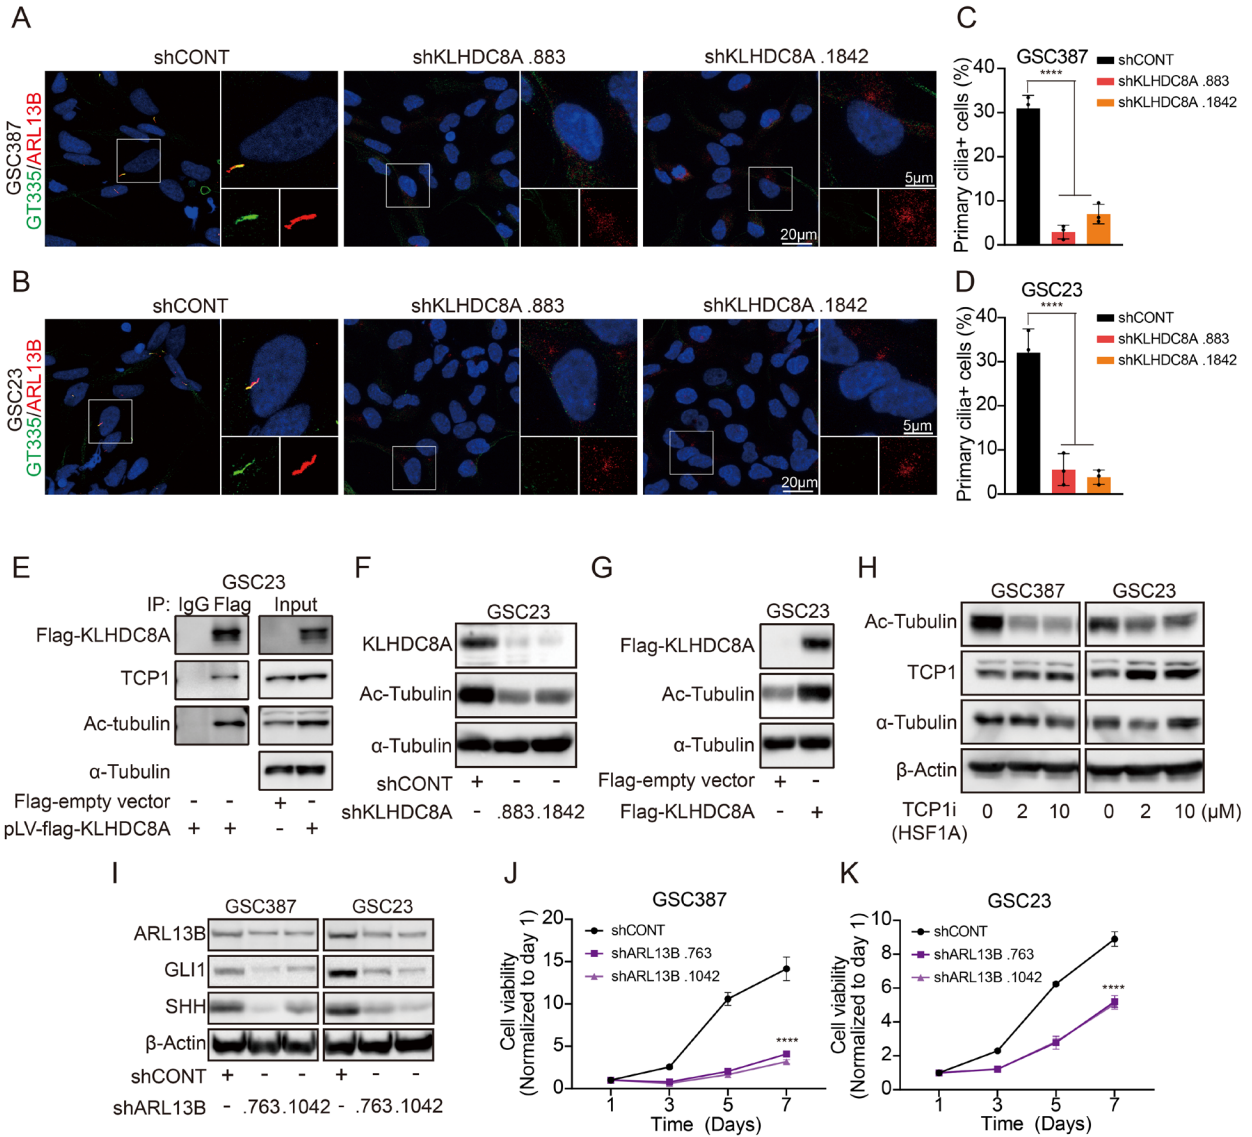 A
shCONT
shKLHDC8A .883
shKLHDC8A .1842
GSC387
GT335/ARL13B
5μm
20μm
C
GSC387
Primary cilia+ cells (%)
40
30
20
10
0
****
shCONT
shKLHDC8A .883
shKLHDC8A .1842
B
shCONT
shKLHDC8A .883
shKLHDC8A .1842
GSC23
GT335/ARL13B
5μm
20μm
D
GSC23
Primary cilia+ cells (%)
40
30
20
10
0
****
shCONT
shKLHDC8A .883
shKLHDC8A .1842
E
GSC23
IP: IgG Flag Input
Flag-KLHDC8A
TCP1
Ac-tubulin
α-Tubulin
Flag-empty vector - - + -
pLV-flag-KLHDC8A + + - +
F
GSC23
KLHDC8A
Ac-Tubulin
α-Tubulin
shCONT + - -
shKLHDC8A - .883 .1842
G
GSC23
Flag-KLHDC8A
Ac-Tubulin
α-Tubulin
Flag-empty vector + -
Flag-KLHDC8A - +
H
GSC387 GSC23
Ac-Tubulin
TCP1
α-Tubulin
β-Actin
TCP1i 0 2 10 0 2 10 (μM)
(HSF1A)
I
GSC387 GSC23
ARL13B
GLI1
SHH
β-Actin
shCONT + - - + - -
shARL13B - .763 .1042 - .763 .1042
J
GSC387
Cell viability
(Normalized to day 1)
20
15
10
5
0
shCONT
shARL13B .763
shARL13B .1042
****
1 3 5 7
Time (Days)
K
GSC23
Cell viability
(Normalized to day 1)
10
8
6
4
2
0
shCONT
shARL13B .763
shARL13B .1042
****
1 3 5 7
Time (Days)